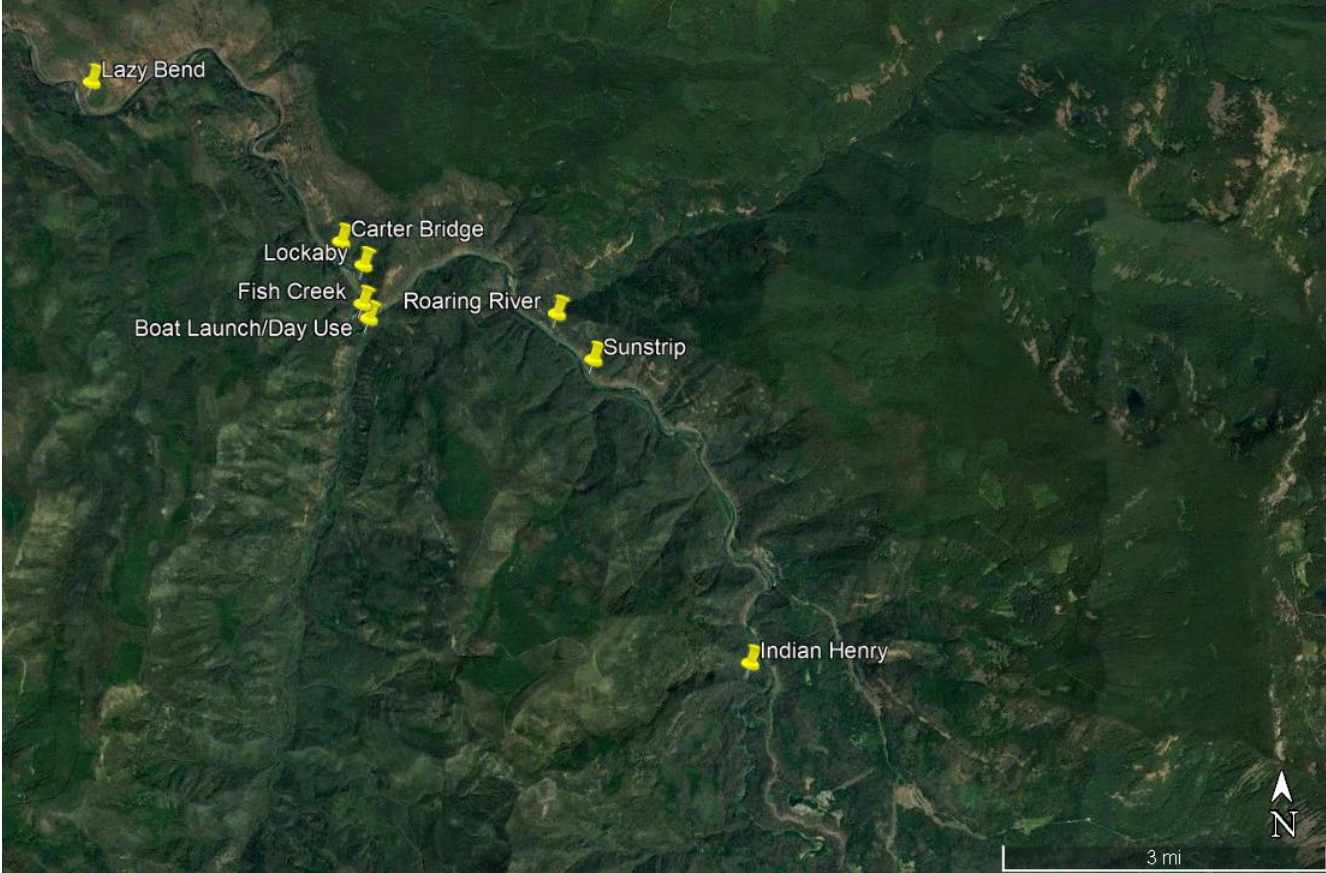 Lazy Bend
Carter Bridge
Lockaby
Fish Creek
Roaring River
Boat Launch/Day Use
Sunstrip
Indian Henry
N
3 mi